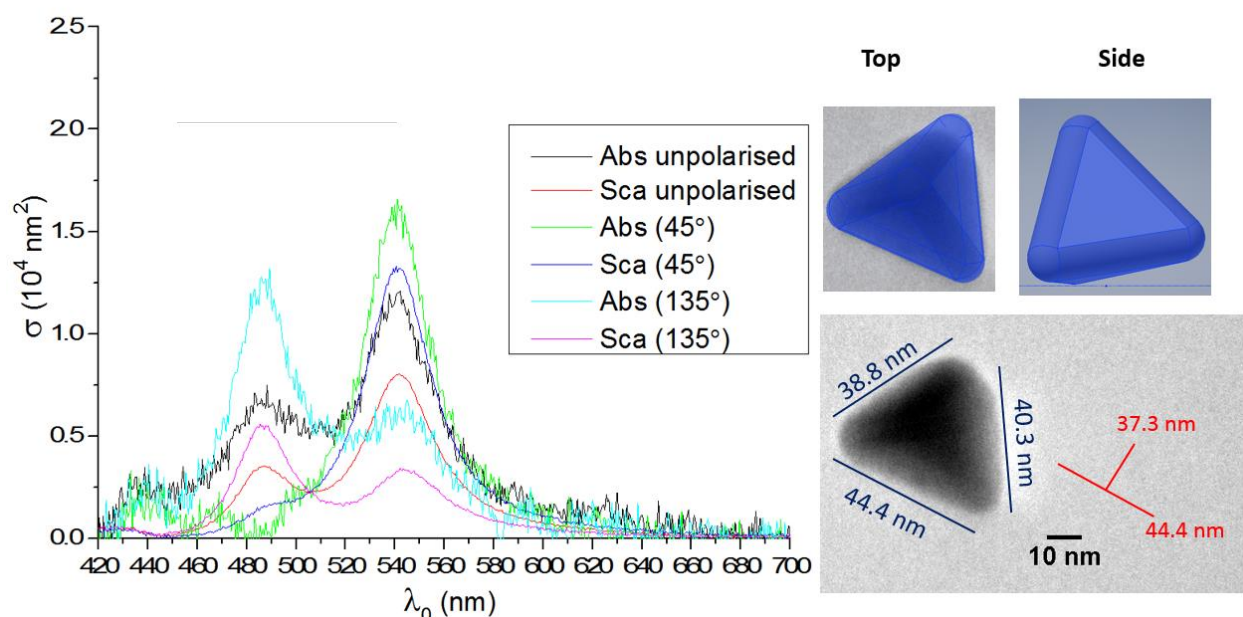 25
2.0
1.5
1.0
0.5
0.0
420 440 460 480 500 520 540 560 580 600 620 640 660 680 700
σ (10⁴ nm²)
λ₀ (nm)
Abs unpolarised
Sca unpolarised
Abs (45°)
Sca (45°)
Abs (135°)
Sca (135°)
Top
Side
38.8 nm
40.3 nm
44.4 nm
10 nm
37.3 nm
44.4 nm